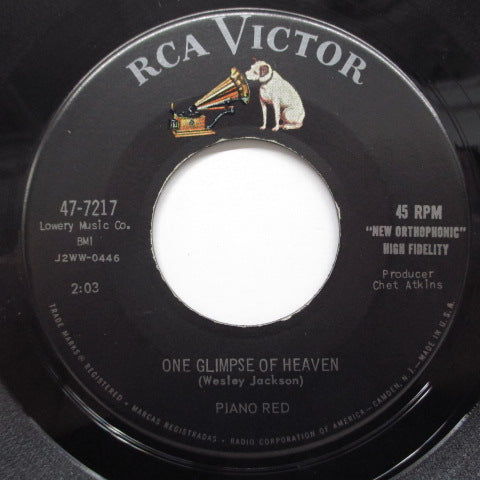 RCA VICTOR
47-7217
Lowery Music Co.
BMI
J2WW-0446
2:03
45 RPM
"NEW ORTHOPHONIC"
HIGH FIDELITY
Producer
Chet Atkins
ONE GLIMPSE OF HEAVEN
(Wesley Jackson)
PIANO RED
TRADE MARKS ® REGISTERED • MARCAS REGISTRADAS • RADIO CORPORATION OF AMERICA—CAMDEN, N. J. — MADE IN U. S. A.